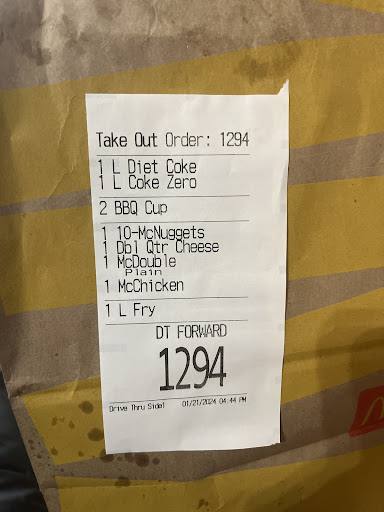 Take Out Order: 1294
1 L Diet Coke
1 L Coke Zero
2 BBQ Cup
1 10-McNuggets
1 Dbl Qtr Cheese
1 McDouble
Plain
1 McChicken
1 L Fry
DT FORWARD
1294
Drive Thru Side1 01/21/2024 04:44 PM